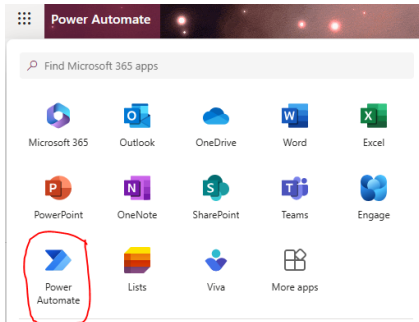 Power Automate
Find Microsoft 365 apps
Microsoft 365 Outlook OneDrive Word Excel
PowerPoint OneNote SharePoint Teams Engage
Power Automate Lists Viva More apps